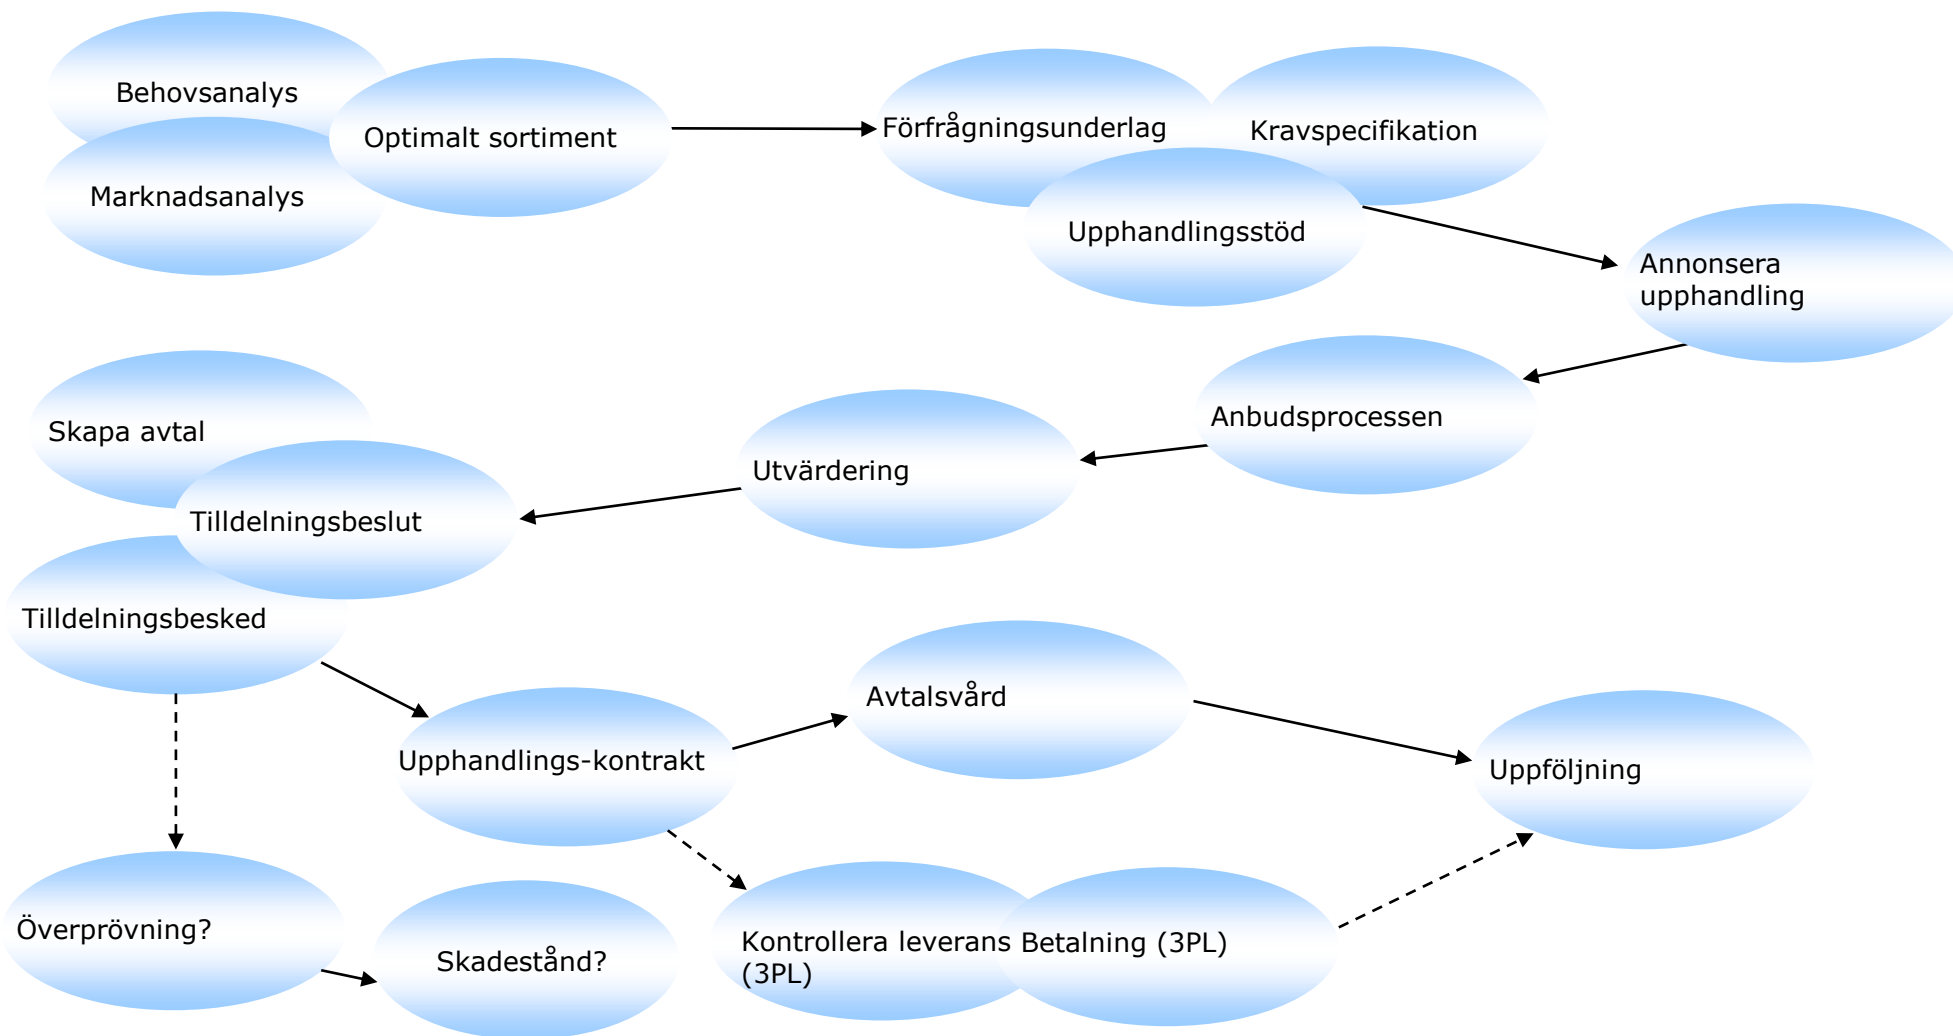 Behovsanalys
Optimalt sortiment
Marknadsanalys
Förfrågningsunderlag
Kravspecifikation
Upphandlingsstöd
Annonsera
upphandling
Anbudsprocessen
Utvärdering
Skapa avtal
Tilldelningsbeslut
Tilldelningsbesked
Upphandlings-kontrakt
Avtalsvård
Uppföljning
Överprövning?
Skadestånd?
Kontrollera leverans
(3PL)
Betalning (3PL)